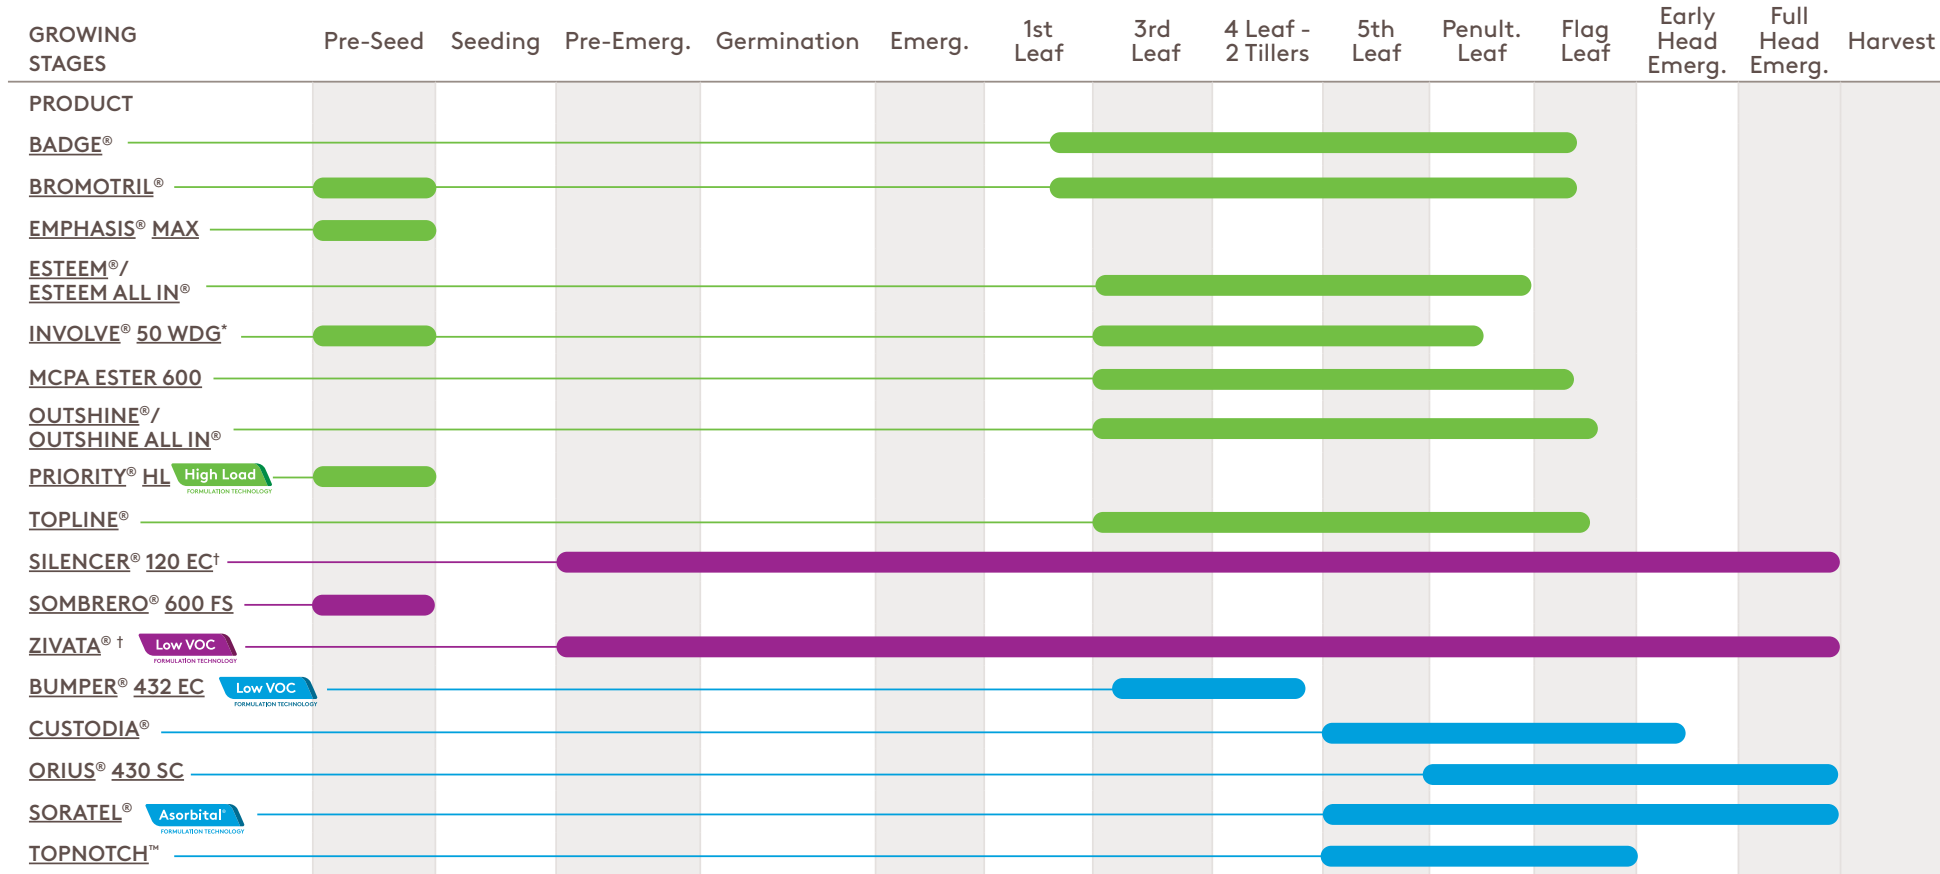 GROWING
STAGES
Pre-Seed
Seeding
Pre-Emerg.
Germination
Emerg.
1st
Leaf
3rd
Leaf
4 Leaf -
2 Tillers
5th
Leaf
Penult.
Leaf
Flag
Leaf
Early
Head
Emerg.
Full
Head
Emerg.
Harvest
PRODUCT
BADGE®
BROMOTRIL®
EMPHASIS® MAX
ESTEEM®/
ESTEEM ALL IN®
INVOLVE® 50 WDG*
MCPA ESTER 600
OUTSHINE®/
OUTSHINE ALL IN®
PRIORITY® HL High Load
FORMULATION TECHNOLOGY
TOPLINE®
SILENCER® 120 EC†
SOMBRERO® 600 FS
ZIVATA® † Low VOC
FORMULATION TECHNOLOGY
BUMPER® 432 EC Low VOC
FORMULATION TECHNOLOGY
CUSTODIA®
ORIUS® 430 SC
SORATEL® Asorbital®
FORMULATION TECHNOLOGY
TOPNOTCH™